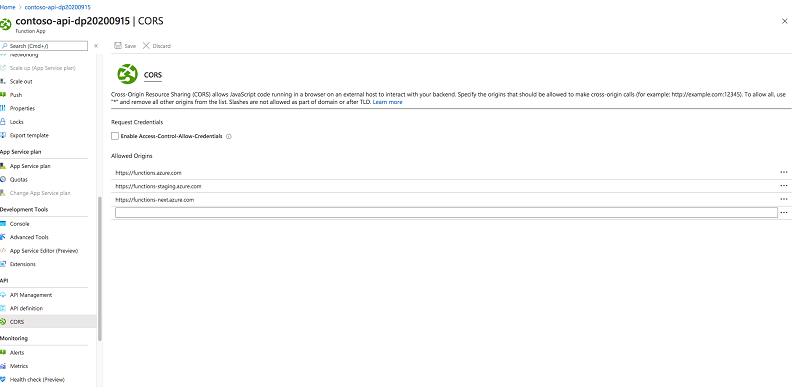 Home > contoso-api-dp20200915
contoso-api-dp20200915 | CORS
Function App
Search (Cmd+/)
Save
Discard
Networking
Scale up (App Service plan)
Scale out
Push
Properties
Locks
Export template
App Service plan
App Service plan
Quotas
Change App Service plan
Development Tools
Console
Advanced Tools
App Service Editor (Preview)
Extensions
API
API Management
API definition
CORS
Monitoring
Alerts
Metrics
Health check (Preview)
CORS
Cross-Origin Resource Sharing (CORS) allows JavaScript code running in a browser on an external host to interact with your backend. Specify the origins that should be allowed to make cross-origin calls (for example: http://example.com:12345). To allow all, use
"*" and remove all other origins from the list. Slashes are not allowed as part of domain or after TLD. Learn more
Request Credentials
Enable Access-Control-Allow-Credentials
Allowed Origins
https://functions.azure.com
https://functions-staging.azure.com
https://functions-next.azure.com